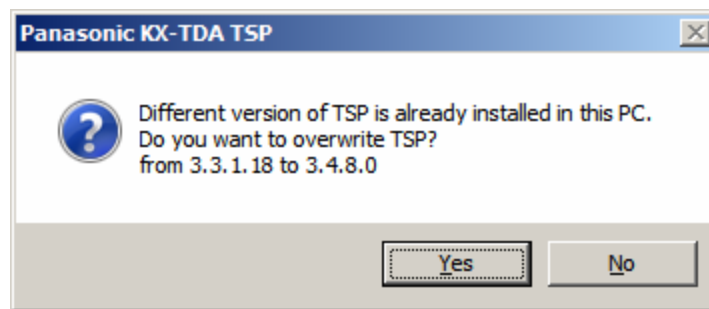 Panasonic KX-TDA TSP
Different version of TSP is already installed in this PC.
Do you want to overwrite TSP?
from 3.3.1.18 to 3.4.8.0
Yes
No